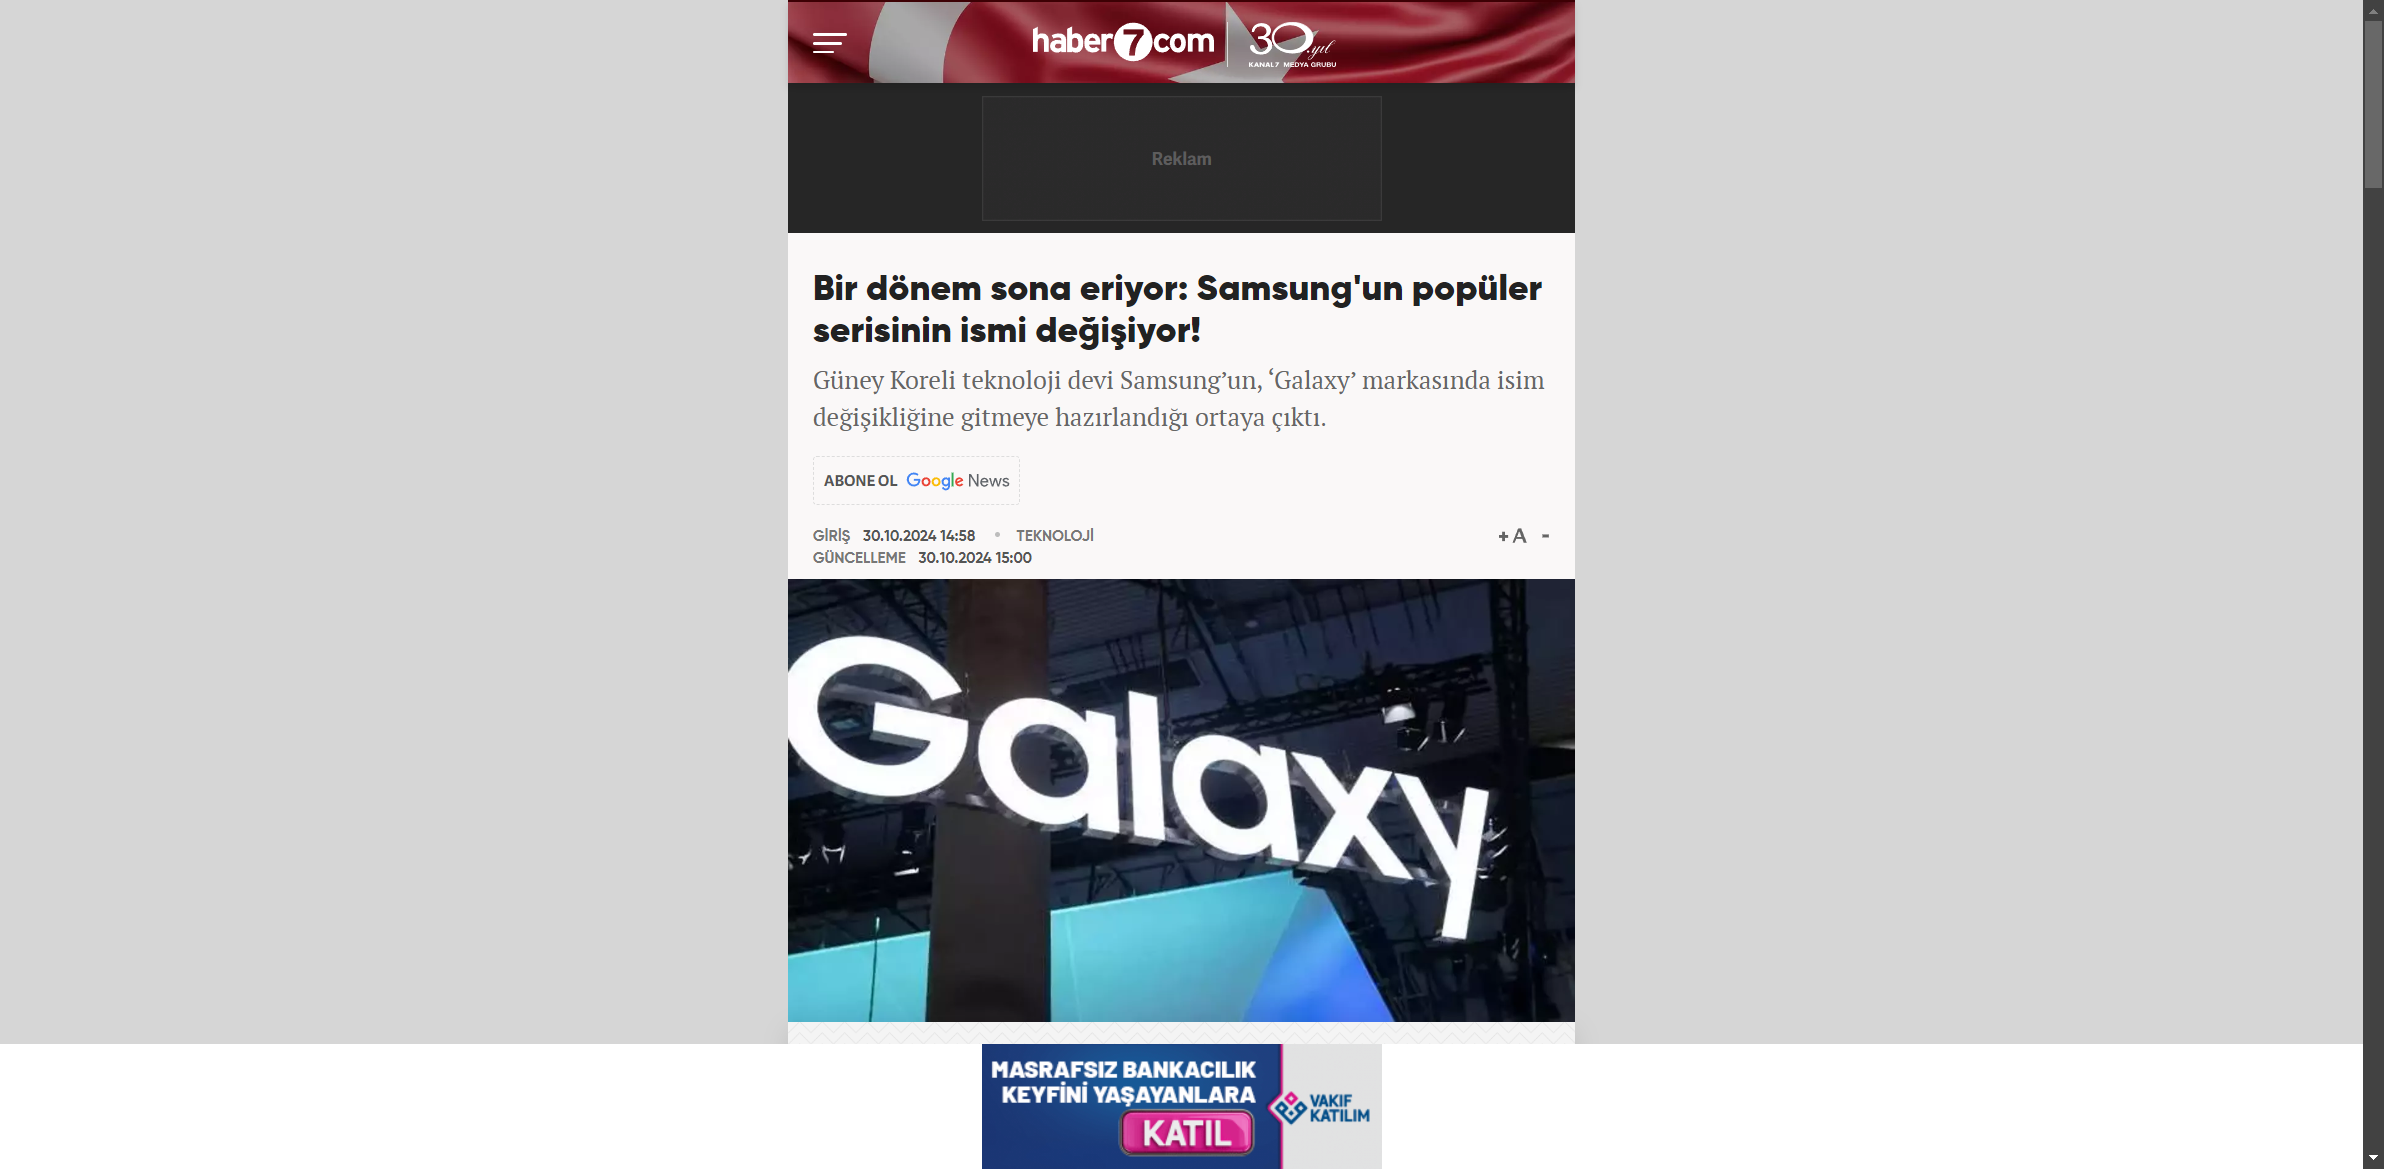 haber7com
30.yıl
KANAL7 MEDYA GRUBU
Reklam
Bir dönem sona eriyor: Samsung'un popüler
serisinin ismi değişiyor!
Güney Koreli teknoloji devi Samsung’un, ‘Galaxy’ markasında isim
değişikliğine gitmeye hazırlandığı ortaya çıktı.
ABONE OL Google News
GİRİŞ 30.10.2024 14:58 • TEKNOLOJİ
+A -
GÜNCELLEME 30.10.2024 15:00
Galaxy
MASRAFSIZ BANKACILIK
KEYFİNİ YAŞAYANLARA
KATIL
VAKIF
KATILIM